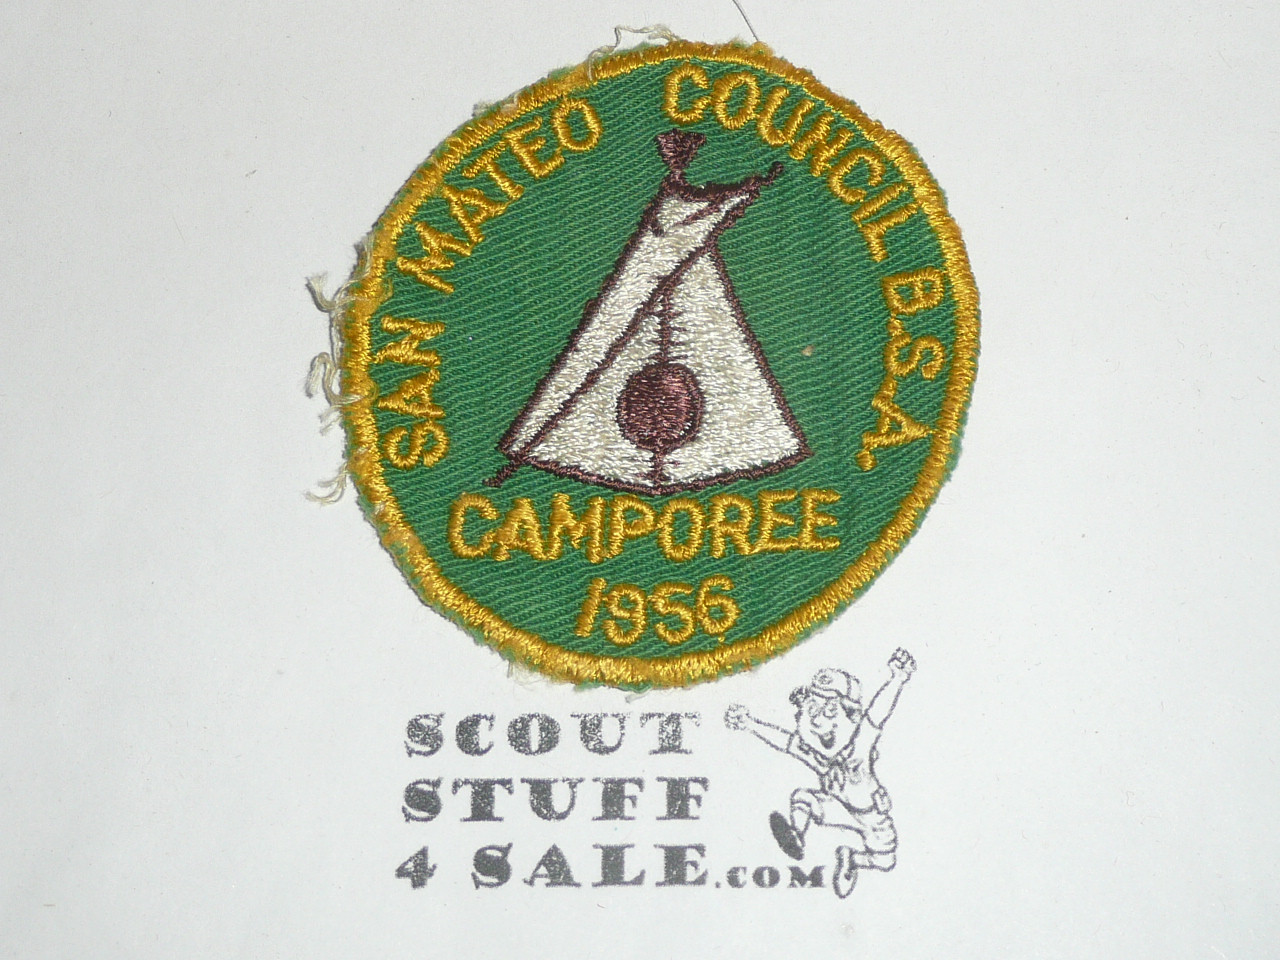 SAN MATEO COUNCIL B.S.A.
CAMPOREE
1956
SCOUT
STUFF
4 SALE.COM